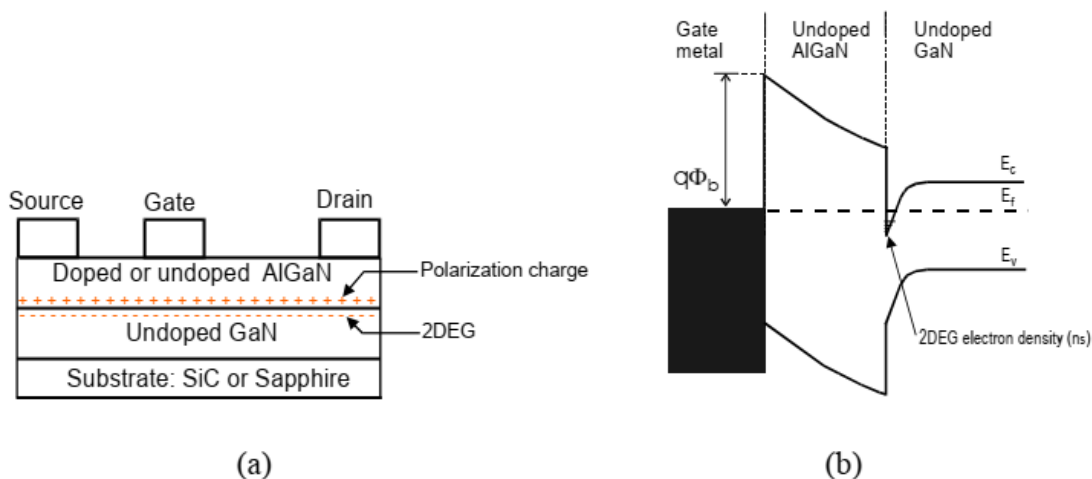 Source
Gate
Drain
Doped or undoped AlGaN
Polarization charge
+ + + + + + + + + + + + + + + + + + + +
Undoped GaN
2DEG
Substrate: SiC or Sapphire
(a)
Gate
metal
Undoped
AlGaN
Undoped
GaN
qΦb
Ec
Ef
Ev
2DEG electron density (ns)
(b)